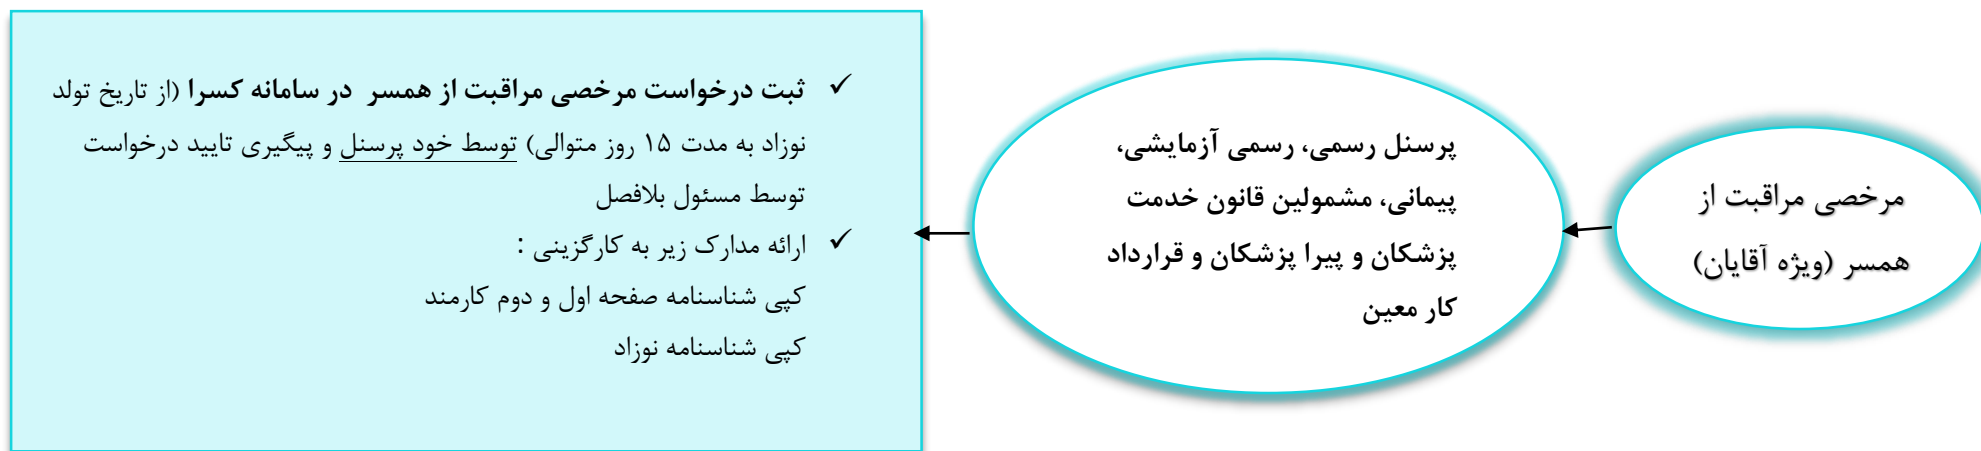 مرخصی مراقبت از
همسر (ویژه آقایان)
پرسنل رسمی، رسمی آزمایشی،
پیمانی، مشمولین قانون خدمت
پزشکان و پیرا پزشکان و قرارداد
کار معین
✓ ثبت درخواست مرخصی مراقبت از همسر در سامانه کسرا (از تاریخ تولد
نوزاد به مدت ۱۵ روز متوالی) توسط خود پرسنل و پیگیری تایید درخواست
توسط مسئول بلافصل
✓ ارائه مدارک زیر به کارگزینی :
کپی شناسنامه صفحه اول و دوم کارمند
کپی شناسنامه نوزاد